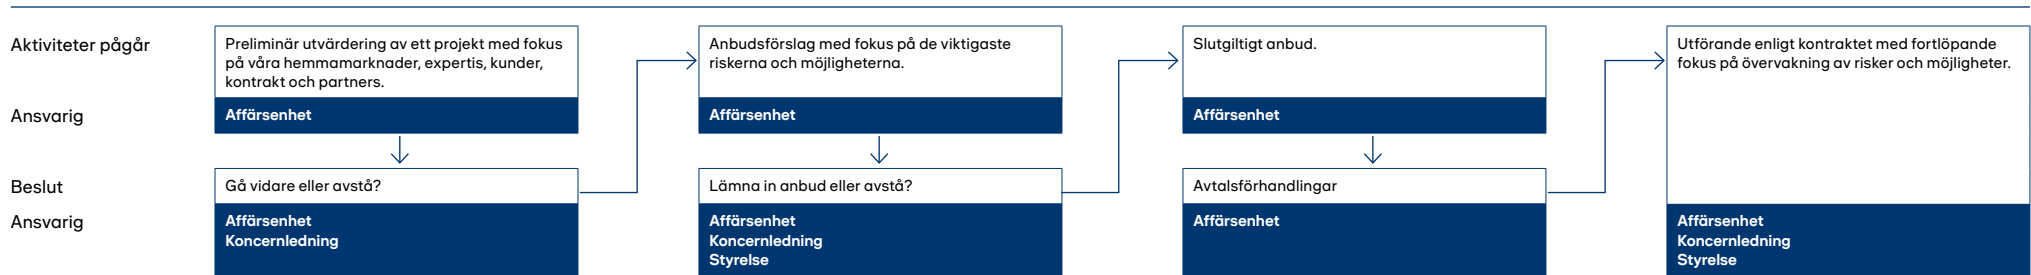 Aktiviteter pågår
Preliminär utvärdering av ett projekt med fokus
på våra hemmamarknader, expertis, kunder,
kontrakt och partners.
Anbudsförslag med fokus på de viktigaste
riskerna och möjligheterna.
Slutgiltigt anbud.
Utförande enligt kontraktet med fortlöpande
fokus på övervakning av risker och möjligheter.
Ansvarig
Affärsenhet
Affärsenhet
Affärsenhet
Beslut
Gå vidare eller avstå?
Lämna in anbud eller avstå?
Avtalsförhandlingar
Ansvarig
Affärsenhet
Koncernledning
Affärsenhet
Koncernledning
Styrelse
Affärsenhet
Affärsenhet
Koncernledning
Styrelse